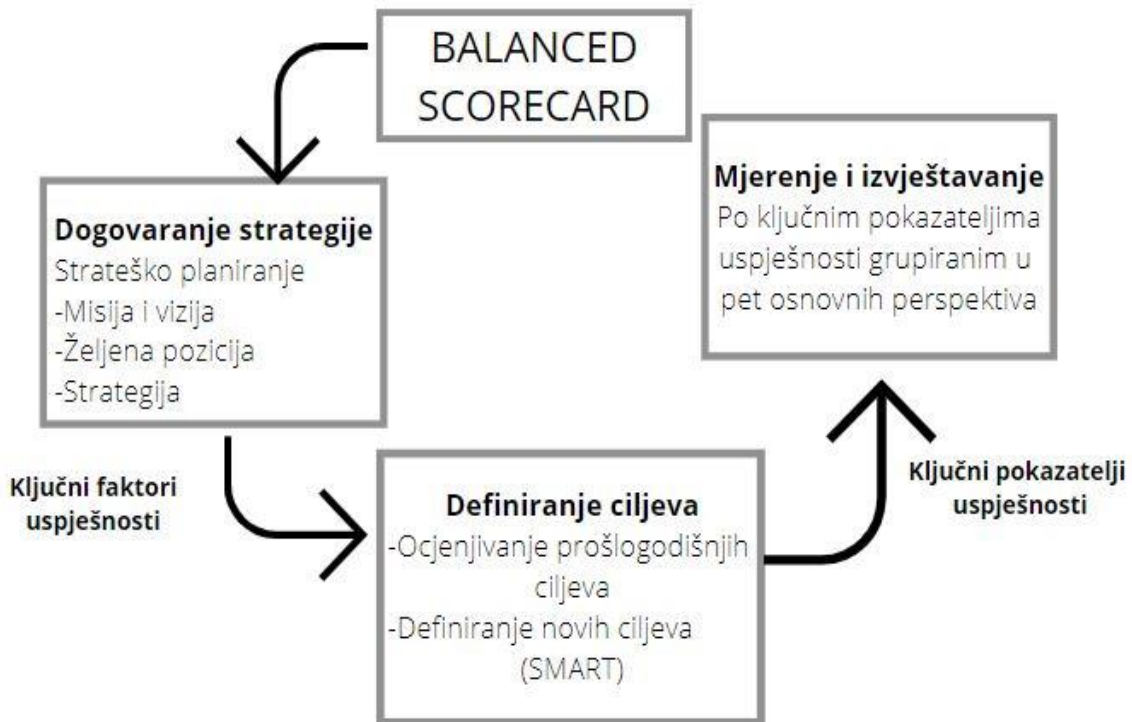 BALANCED
SCORECARD
Dogovaranje strategije
Strateško planiranje
-Misija i vizija
-Željena pozicija
-Strategija
Ključni faktori
uspješnosti
Definiranje ciljeva
-Ocjenjivanje prošlogodišnjih
ciljeva
-Definiranje novih ciljeva
(SMART)
Ključni pokazatelji
uspješnosti
Mjerenje i izvještavanje
Po ključnim pokazateljima
uspješnosti grupiranim u
pet osnovnih perspektiva